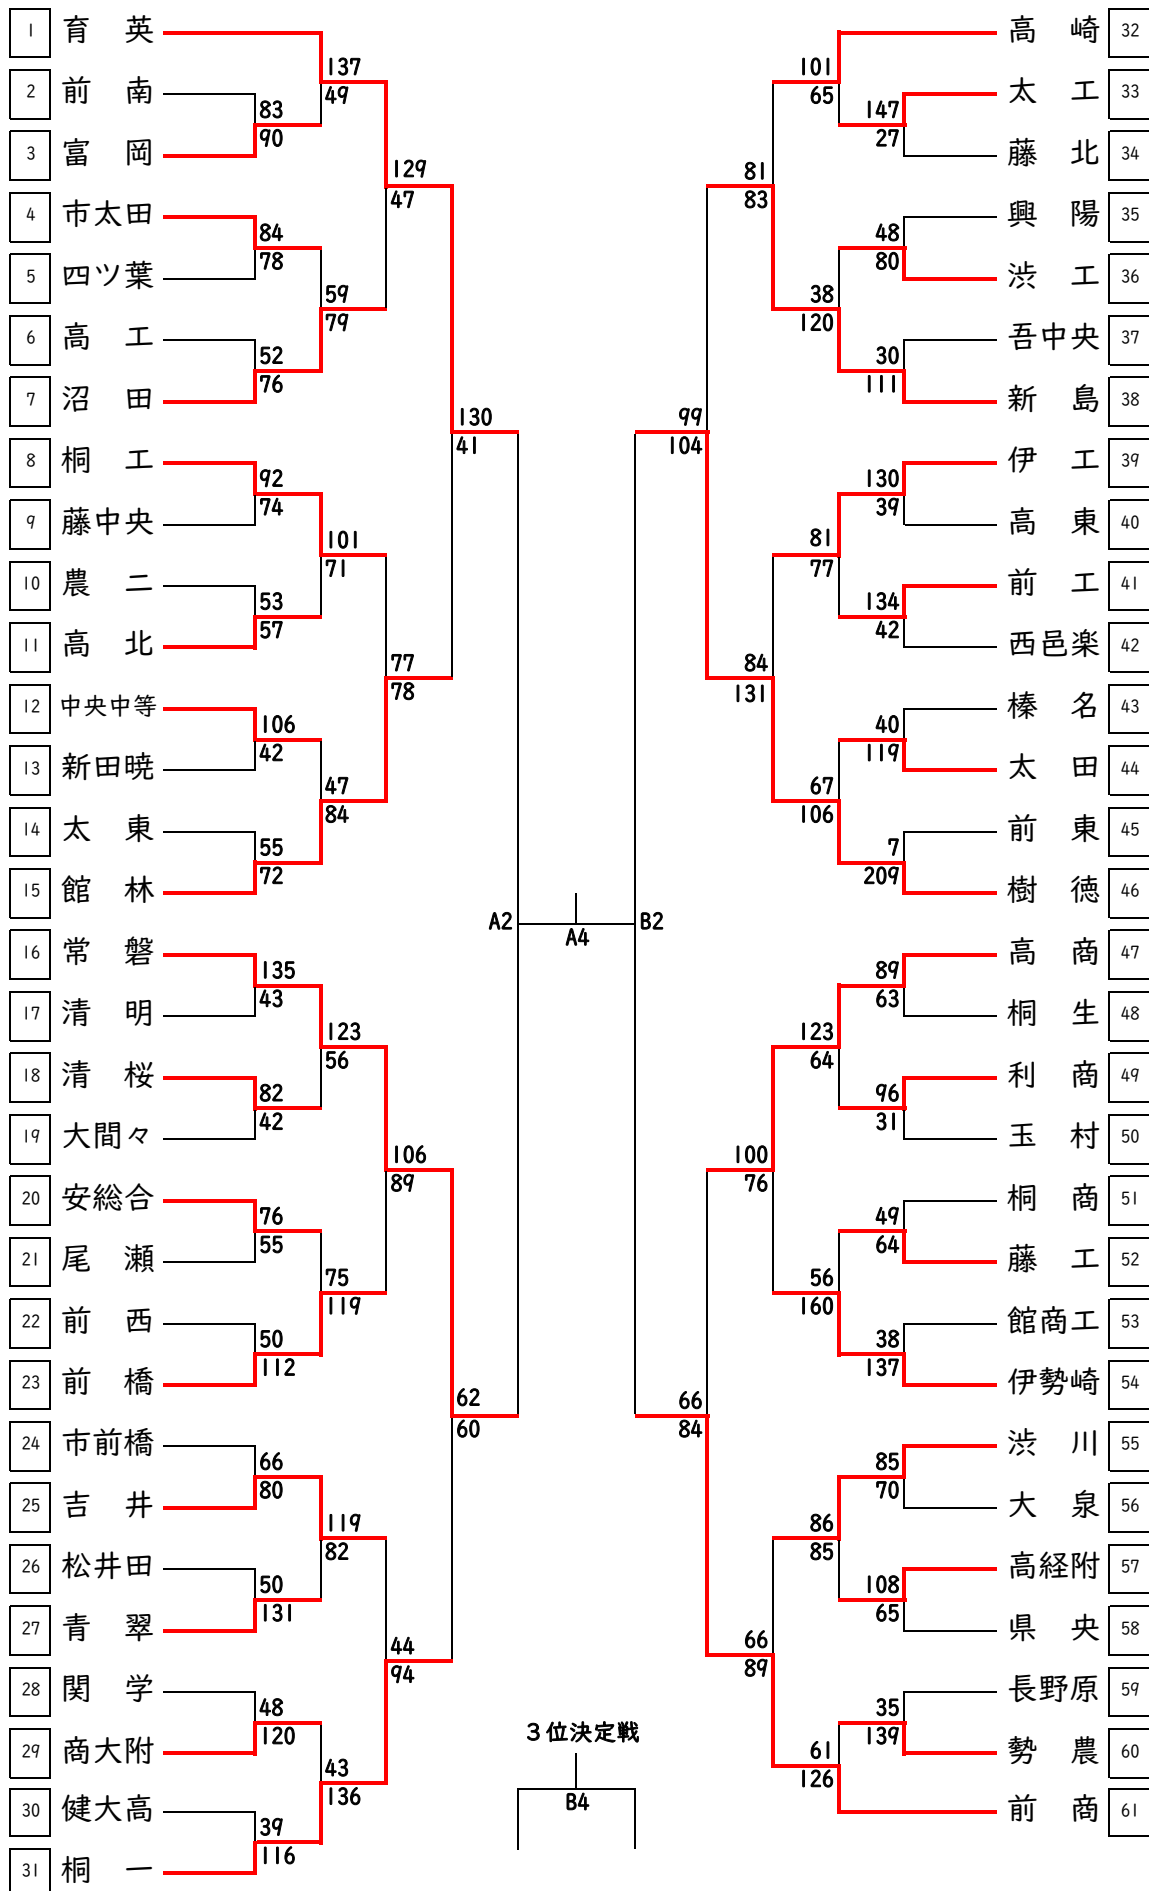 1 育 英
2 前 南
3 富 岡
4 市太田
5 四ツ葉
6 高 工
7 沼 田
8 桐 工
9 藤中央
10 農 二
11 高 北
12 中央中等
13 新田暁
14 太 東
15 館 林
16 常 磐
17 清 明
18 清 桜
19 大間々
20 安総合
21 尾 瀬
22 前 西
23 前 橋
24 市前橋
25 吉 井
26 松井田
27 青 翠
28 関 学
29 商大附
30 健大高
31 桐 一
83
90
84
78
52
76
92
74
53
57
106
42
55
72
135
43
82
42
76
55
50
112
66
80
50
131
48
120
39
116
137
49
59
79
101
71
47
84
123
56
75
119
119
82
43
136
129
47
77
78
106
89
44
94
130
41
62
60
A2
A4
B2
3位決定戦
B4
99
104
66
84
81
83
84
131
100
76
66
89
101
65
38
120
81
77
67
106
123
64
56
160
86
85
61
126
147
27
48
80
30
111
130
39
134
42
40
119
7
209
89
63
96
31
49
64
38
137
85
70
108
65
35
139
高 崎 32
太 工 33
藤 北 34
興 陽 35
渋 工 36
吾中央 37
新 島 38
伊 工 39
高 東 40
前 工 41
西邑楽 42
榛 名 43
太 田 44
前 東 45
樹 徳 46
高 商 47
桐 生 48
利 商 49
玉 村 50
桐 商 51
藤 工 52
館商工 53
伊勢崎 54
渋 川 55
大 泉 56
高経附 57
県 央 58
長野原 59
勢 農 60
前 商 61